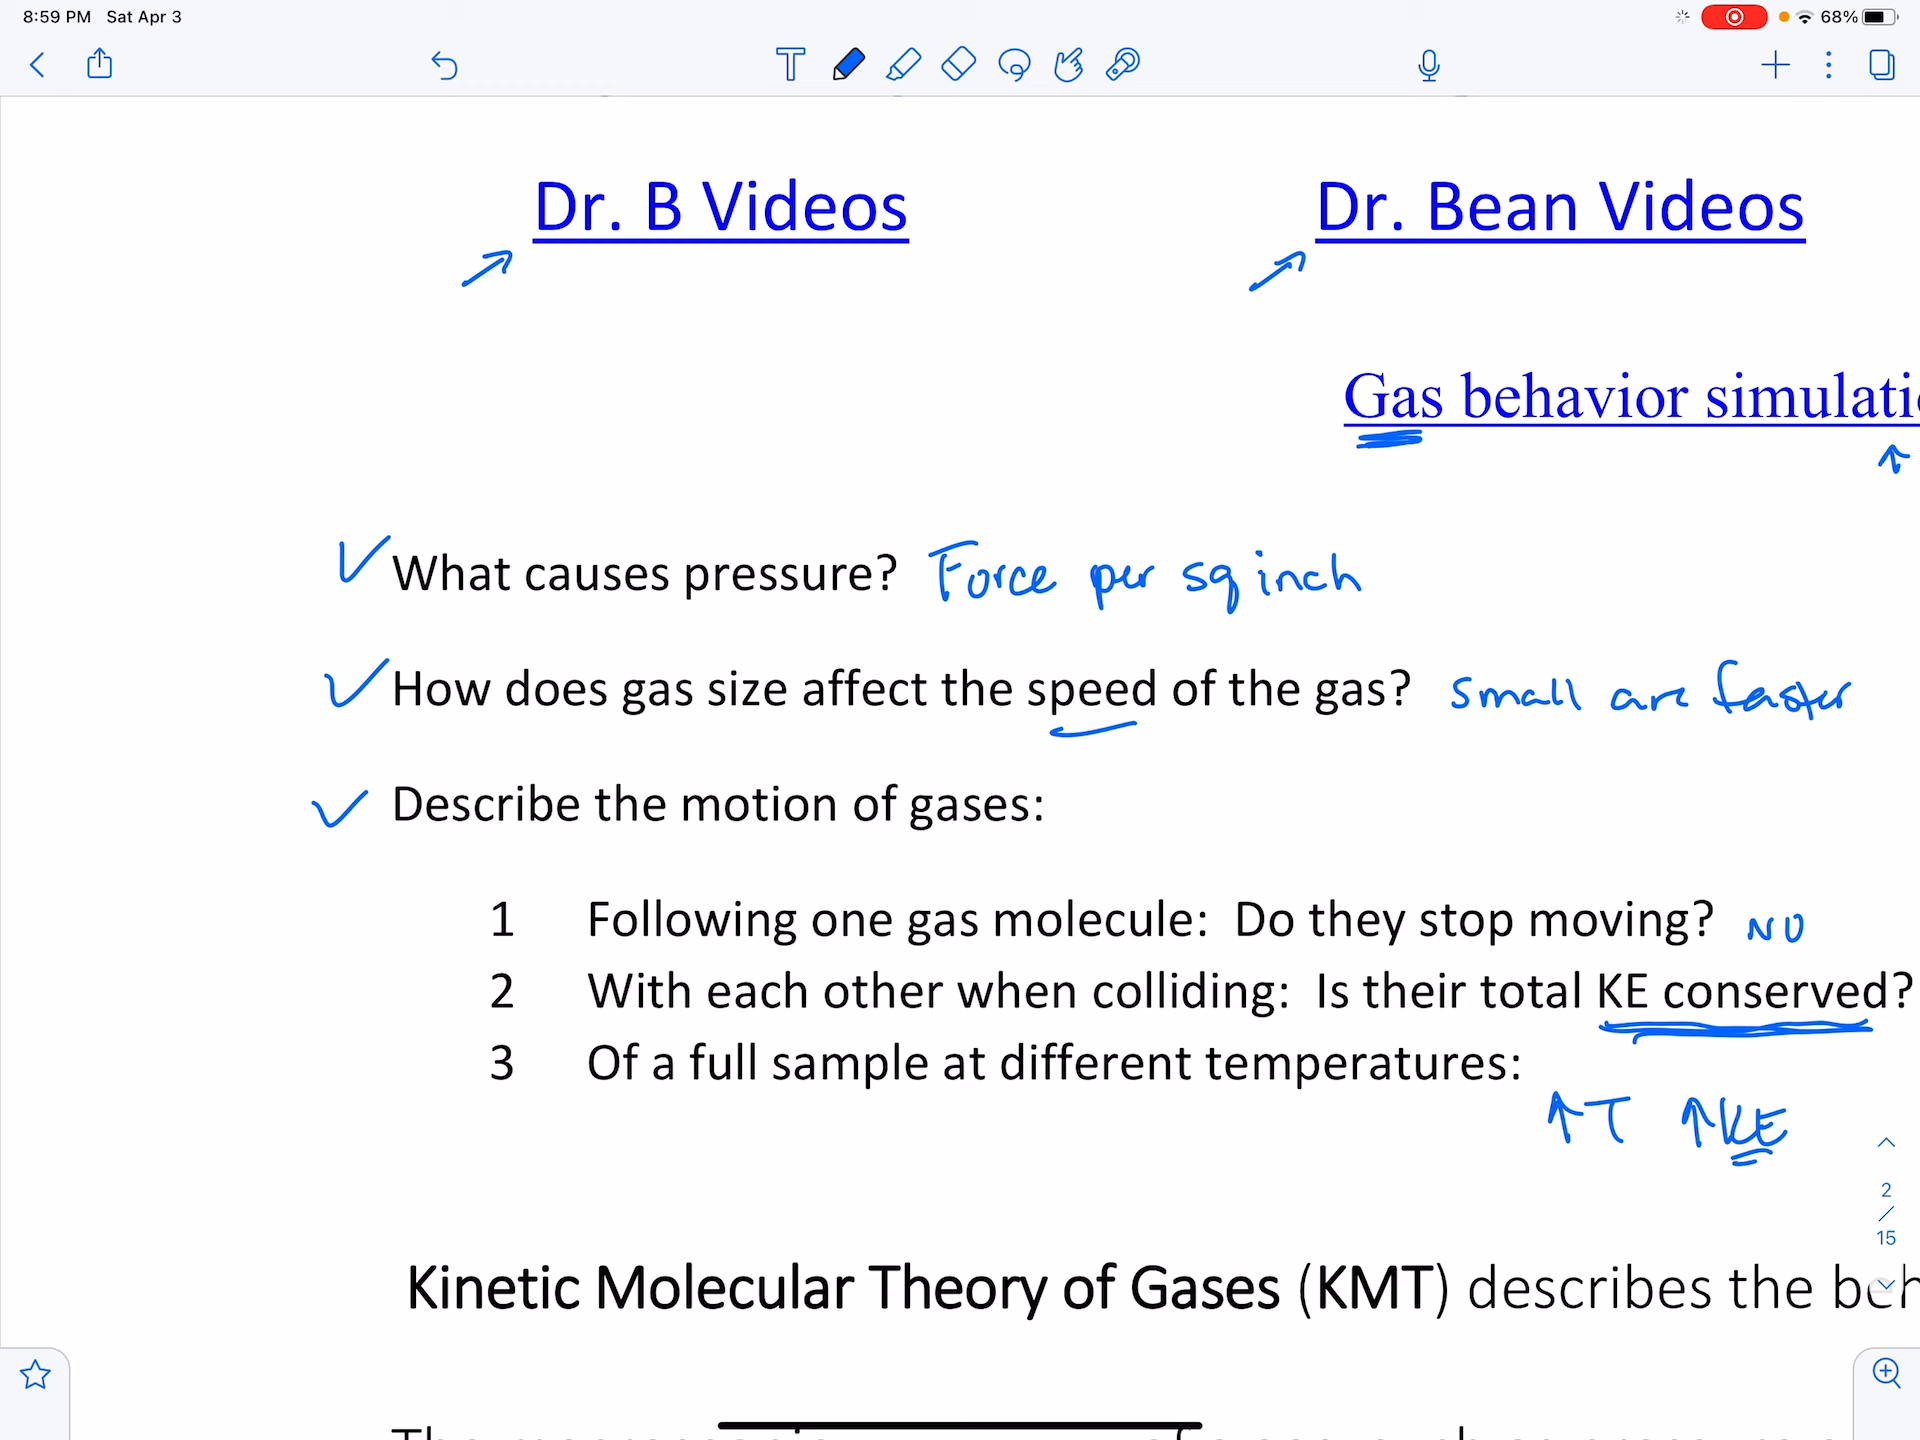 8:59 PM Sat Apr 3 68%
Dr. B Videos Dr. Bean Videos
Gas behavior simulati
What causes pressure? Force per sq inch
How does gas size affect the speed of the gas? Small are faster
Describe the motion of gases:
1 Following one gas molecule: Do they stop moving? NO
2 With each other when colliding: Is their total KE conserved?
3 Of a full sample at different temperatures:
↑T ↑KE
2
/
15
Kinetic Molecular Theory of Gases (KMT) describes the beh